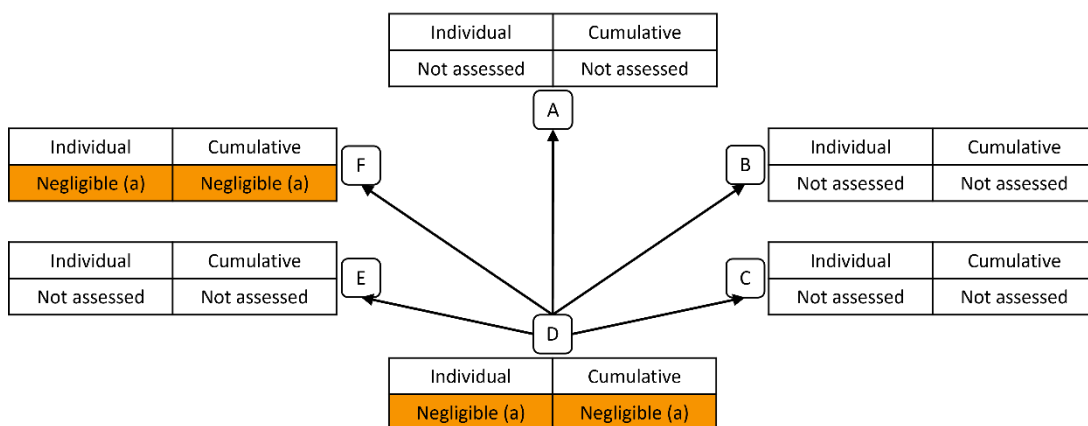 Individual Cumulative
Not assessed Not assessed
A
Individual Cumulative
Negligible (a) Negligible (a)
F
B
Individual Cumulative
Not assessed Not assessed
Individual Cumulative
Not assessed Not assessed
E
C
Individual Cumulative
Not assessed Not assessed
D
Individual Cumulative
Negligible (a) Negligible (a)